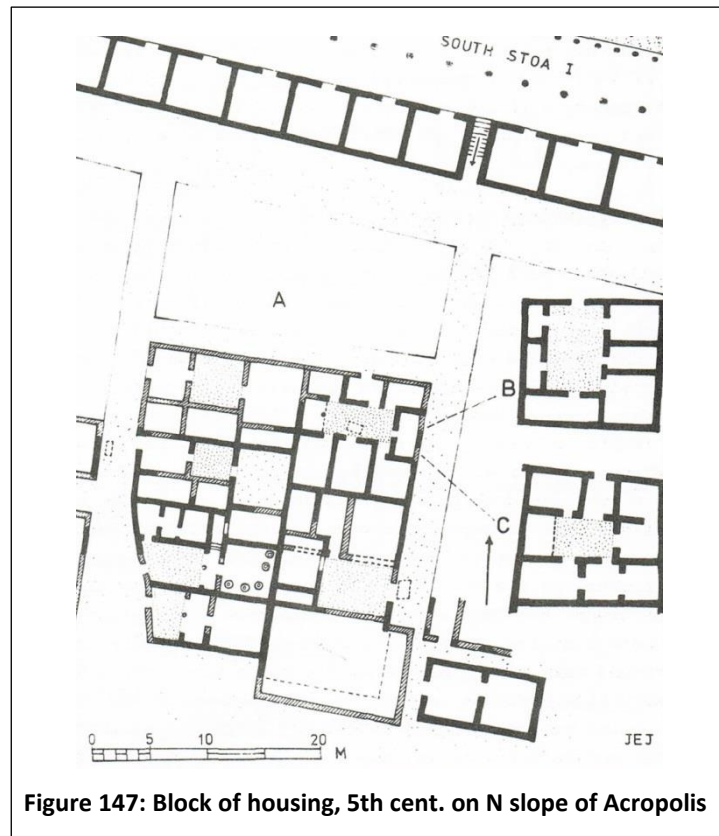 SOUTH STOA I
A
B
C
0 5 10 20
M
JEJ
Figure 147: Block of housing, 5th cent. on N slope of Acropolis